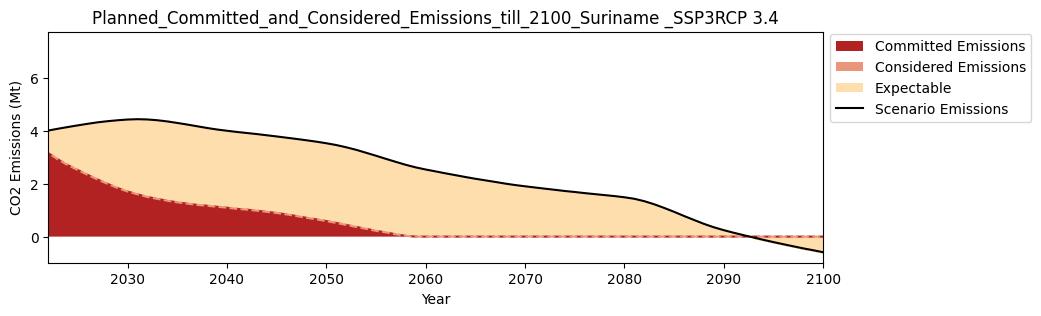 Planned_Committed_and_Considered_Emissions_till_2100_Suriname _SSP3RCP 3.4
CO2 Emissions (Mt)
6
4
2
0
2030 2040 2050 2060 2070 2080 2090 2100
Year
Committed Emissions
Considered Emissions
Expectable
Scenario Emissions